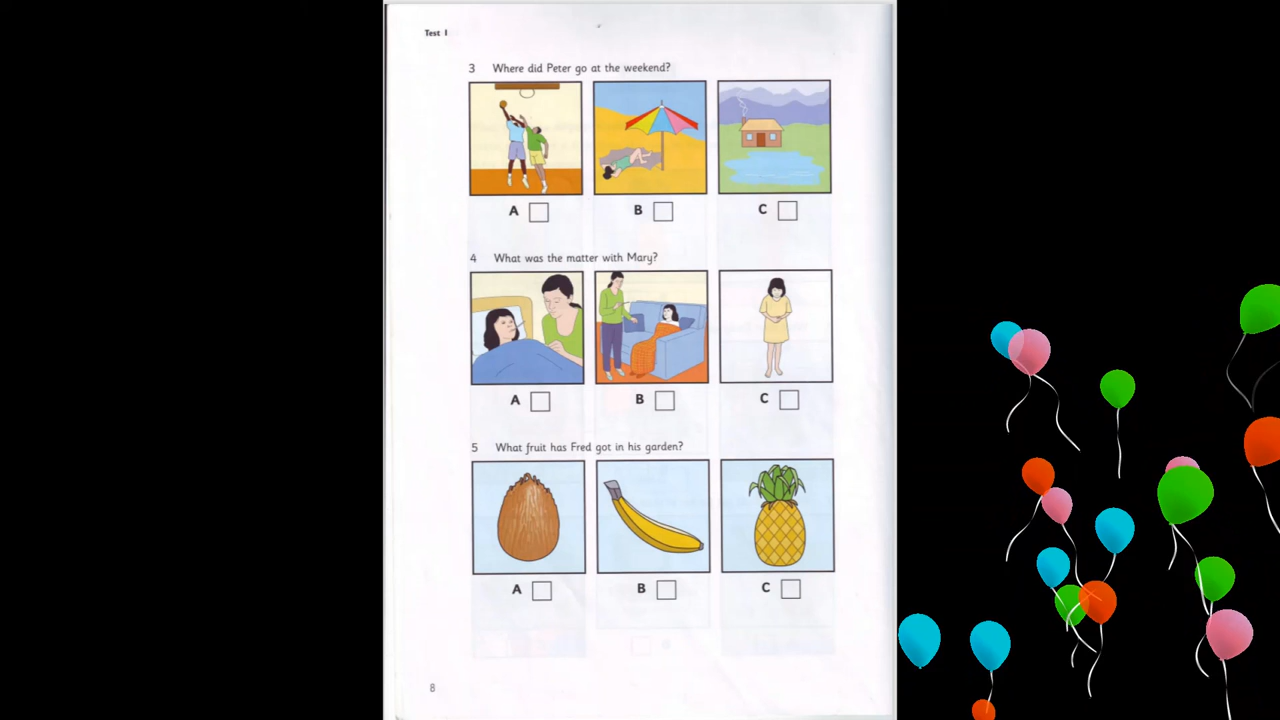 Test 1
3 Where did Peter go at the weekend?
A B C
4 What was the matter with Mary?
A B C
5 What fruit has Fred got in his garden?
A B C
8